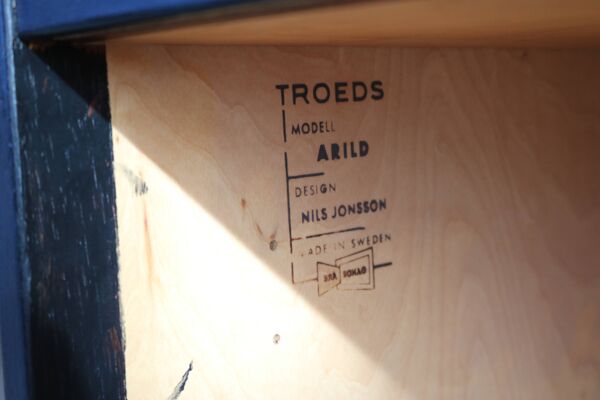 TROEDS
MODELL
ARILD
DESIGN
NILS JONSSON
MADE IN SWEDEN
BRA BOHAG